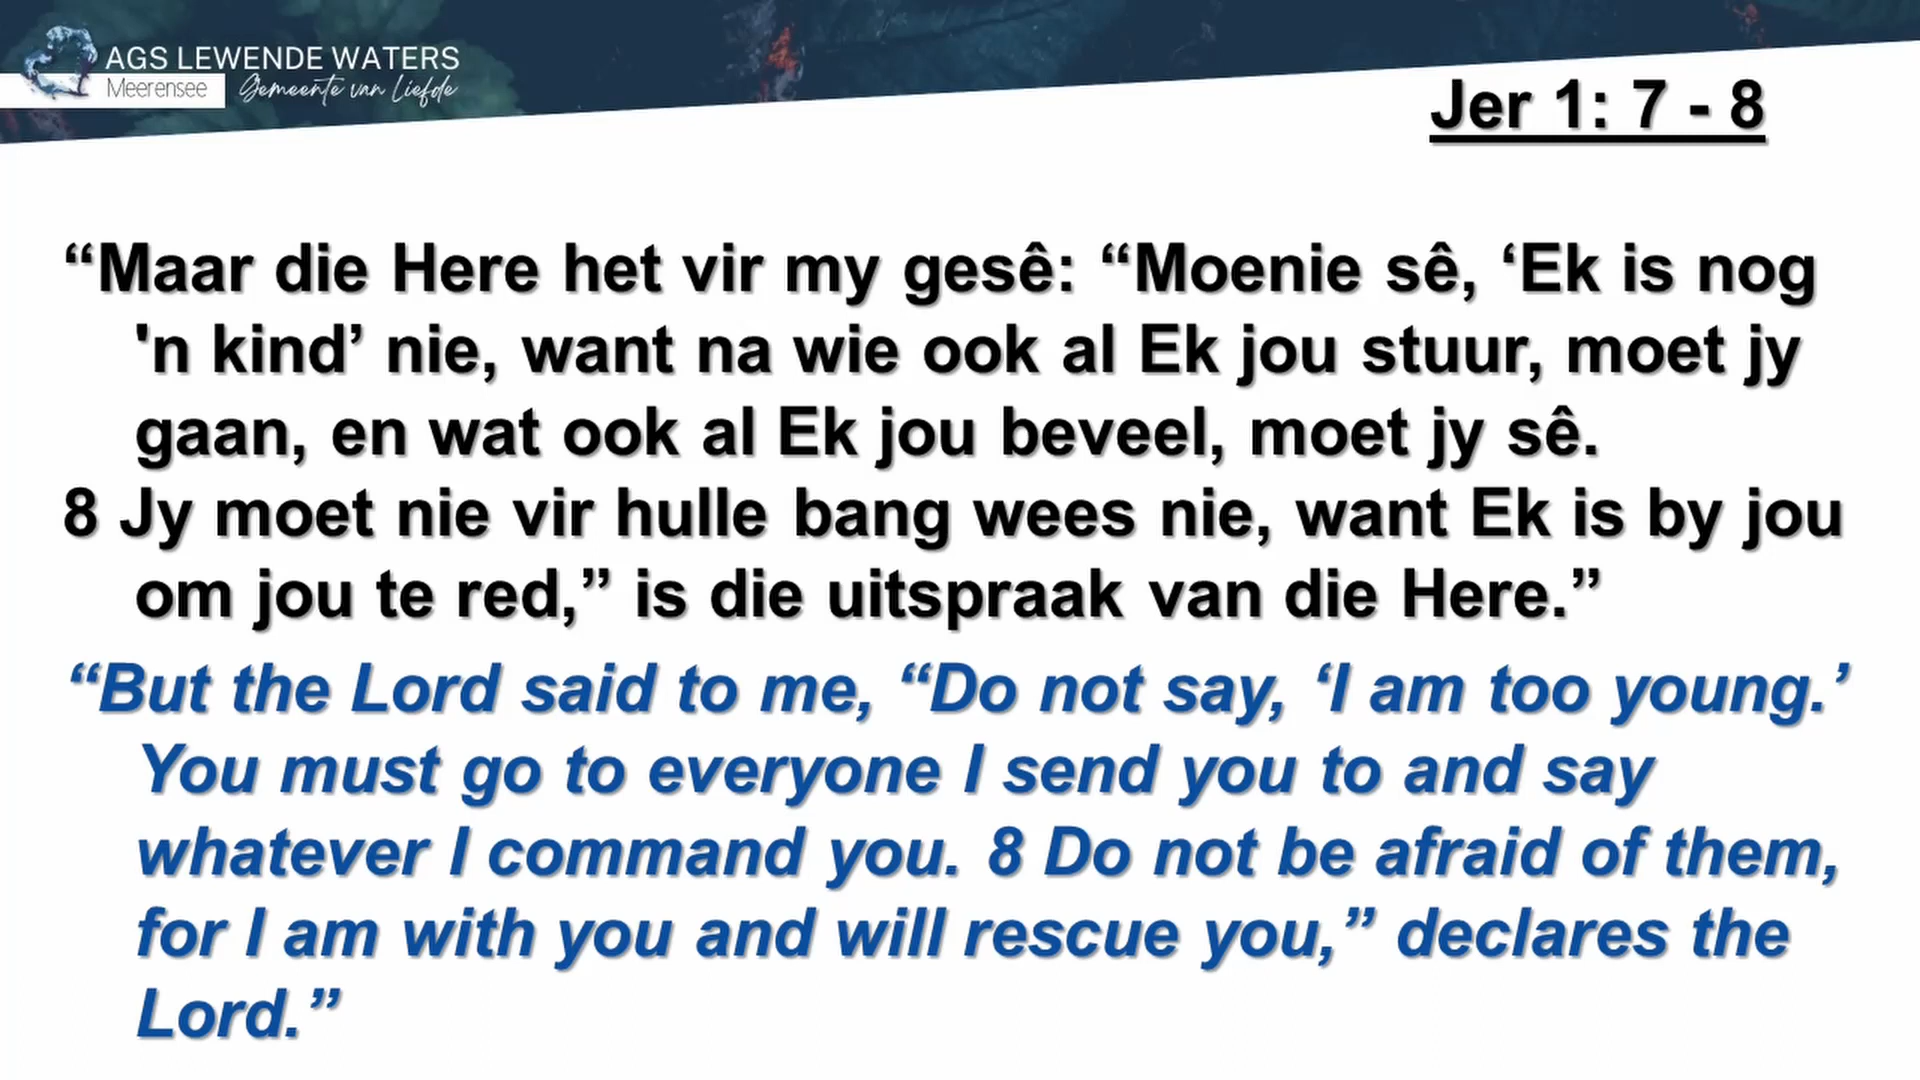 AGS LEWENDE WATERS
Meerensee Gemeente van Liefde
Jer 1: 7 - 8
“Maar die Here het vir my gesê: “Moenie sê, ‘Ek is nog
'n kind’ nie, want na wie ook al Ek jou stuur, moet jy
gaan, en wat ook al Ek jou beveel, moet jy sê.
8 Jy moet nie vir hulle bang wees nie, want Ek is by jou
om jou te red,” is die uitspraak van die Here.”
“But the Lord said to me, “Do not say, ‘I am too young.’
You must go to everyone I send you to and say
whatever I command you. 8 Do not be afraid of them,
for I am with you and will rescue you,” declares the
Lord.”